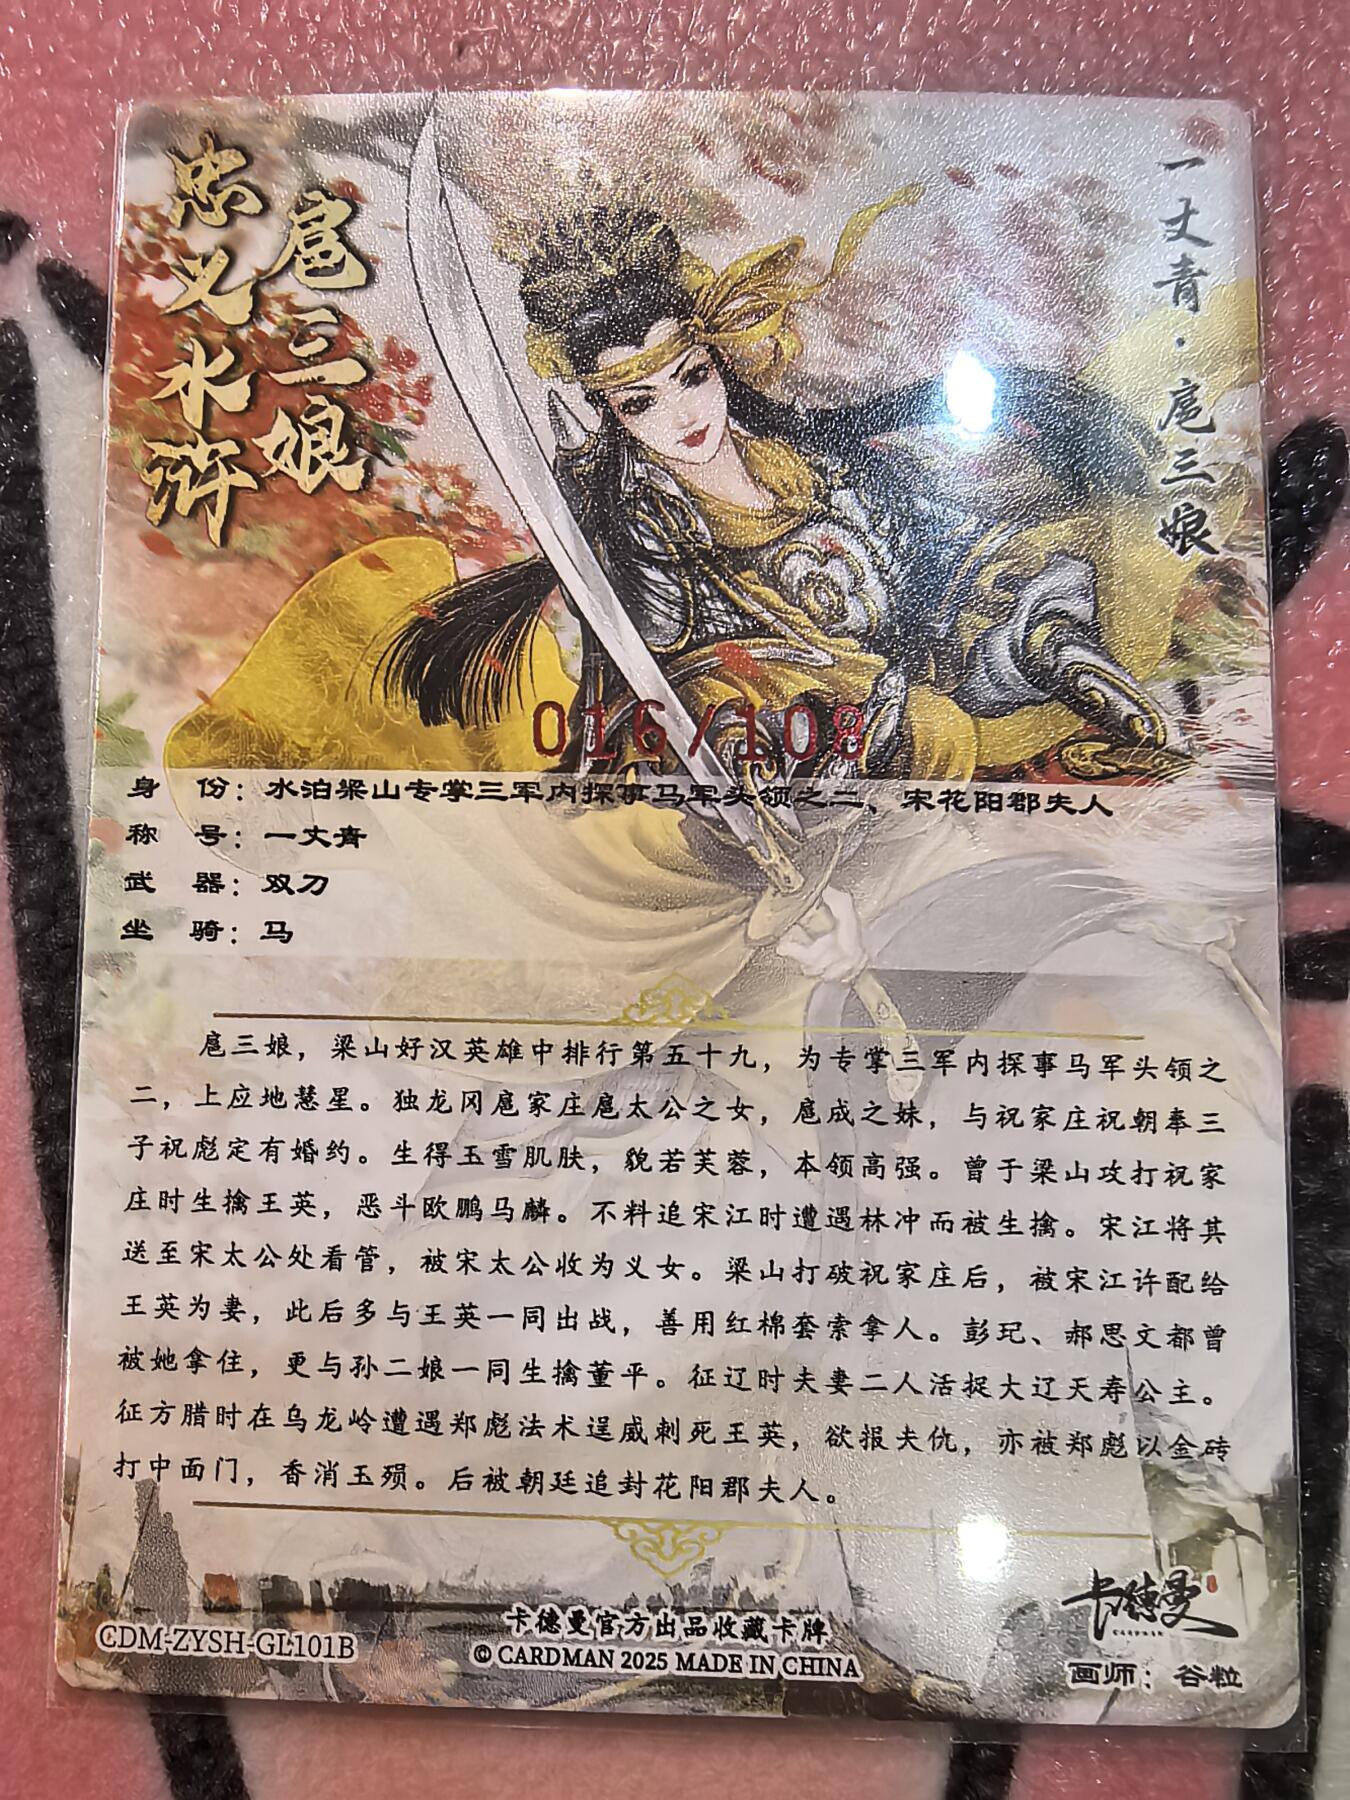 忠义水浒
扈三娘
一丈青·扈三娘
016/108
身 份：水泊梁山专掌三军内探事马军头领之二、宋花阳郡夫人
称 号：一丈青
武 器：双刀
坐 骑：马
扈三娘，梁山好汉英雄中排行第五十九，为专掌三军内探事马军头领之
二，上应地慧星。独龙冈扈家庄扈太公之女，扈成之妹，与祝家庄祝朝奉三
子祝彪定有婚约。生得玉雪肌肤，貌若芙蓉，本领高强。曾于梁山攻打祝家
庄时生擒王英，恶斗欧鹏马麟。不料追宋江时遭遇林冲而被生擒。宋江将其
送至宋太公处看管，被宋太公收为义女。梁山打破祝家庄后，被宋江许配给
王英为妻，此后多与王英一同出战，善用红棉套索拿人。彭玘、郝思文都曾
被她拿住，更与孙二娘一同生擒董平。征辽时夫妻二人活捉大辽天寿公主。
征方腊时在乌龙岭遭遇郑彪法术逞威刺死王英，欲报夫仇，亦被郑彪以金砖
打中面门，香消玉殒。后被朝廷追封花阳郡夫人。
卡德曼
CARDMAN
CDM-ZYSH-GL101B
卡德曼官方出品收藏卡牌
© CARDMAN 2025 MADE IN CHINA
画师：谷粒